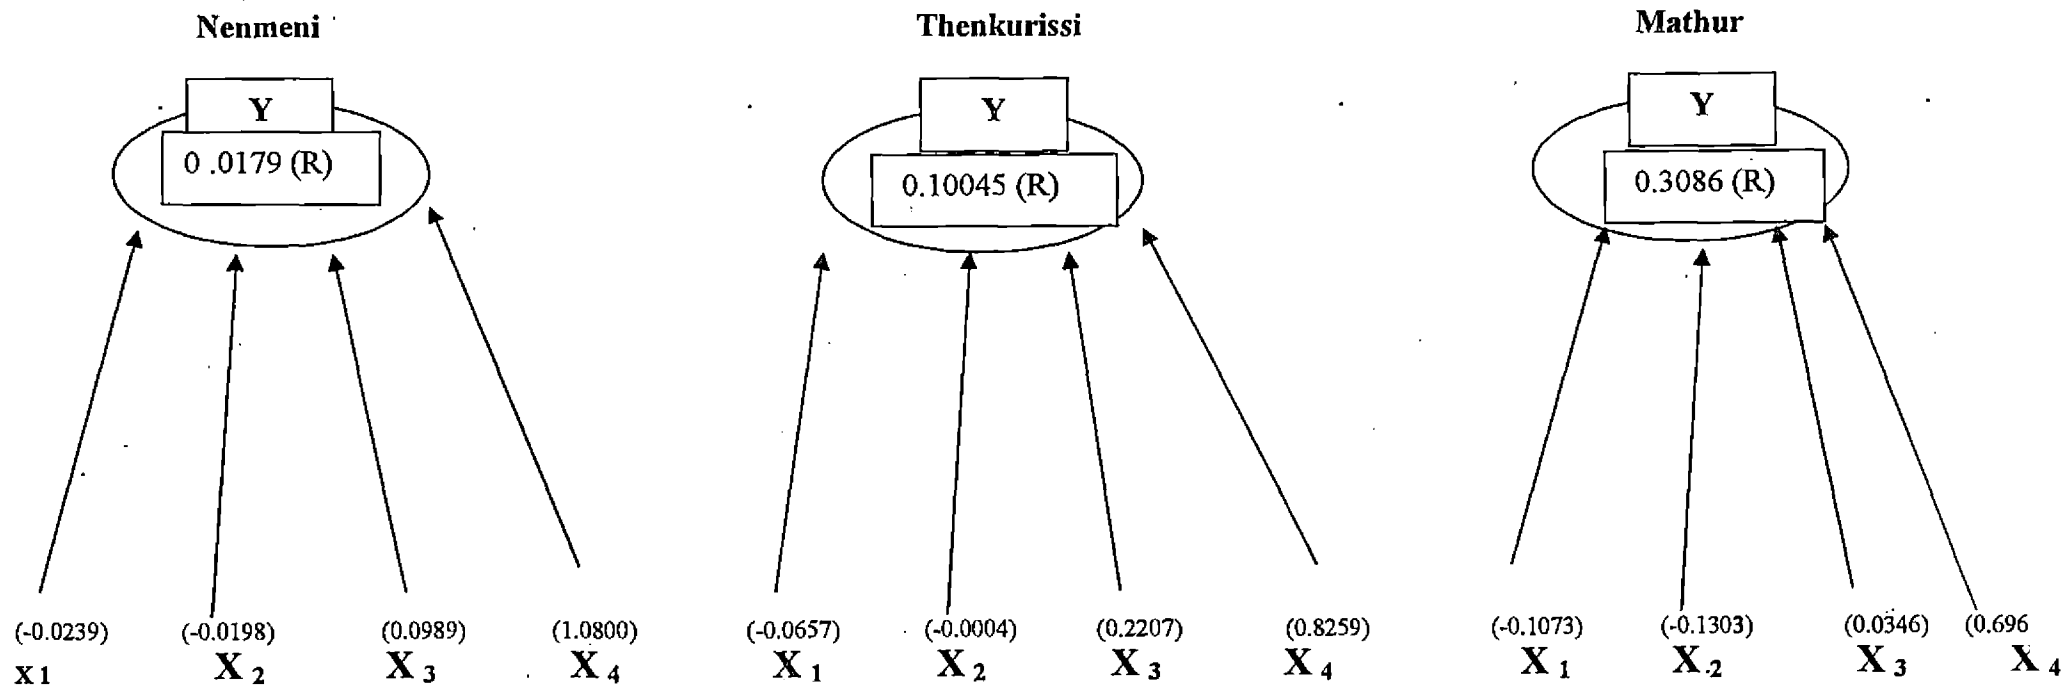 Nenmeni
Y
0 .0179 (R)
(-0.0239) (-0.0198) (0.0989) (1.0800)
X 1 X 2 X 3 X 4
Thenkurissi
Y
0.10045 (R)
(-0.0657) (-0.0004) (0.2207) (0.8259)
X 1 X 2 X 3 X 4
Mathur
Y
0.3086 (R)
(-0.1073) (-0.1303) (0.0346) (0.696
X 1 X 2 X 3 X 4